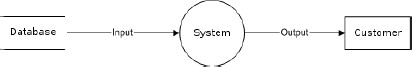 Database
Input
System
Output
Customer